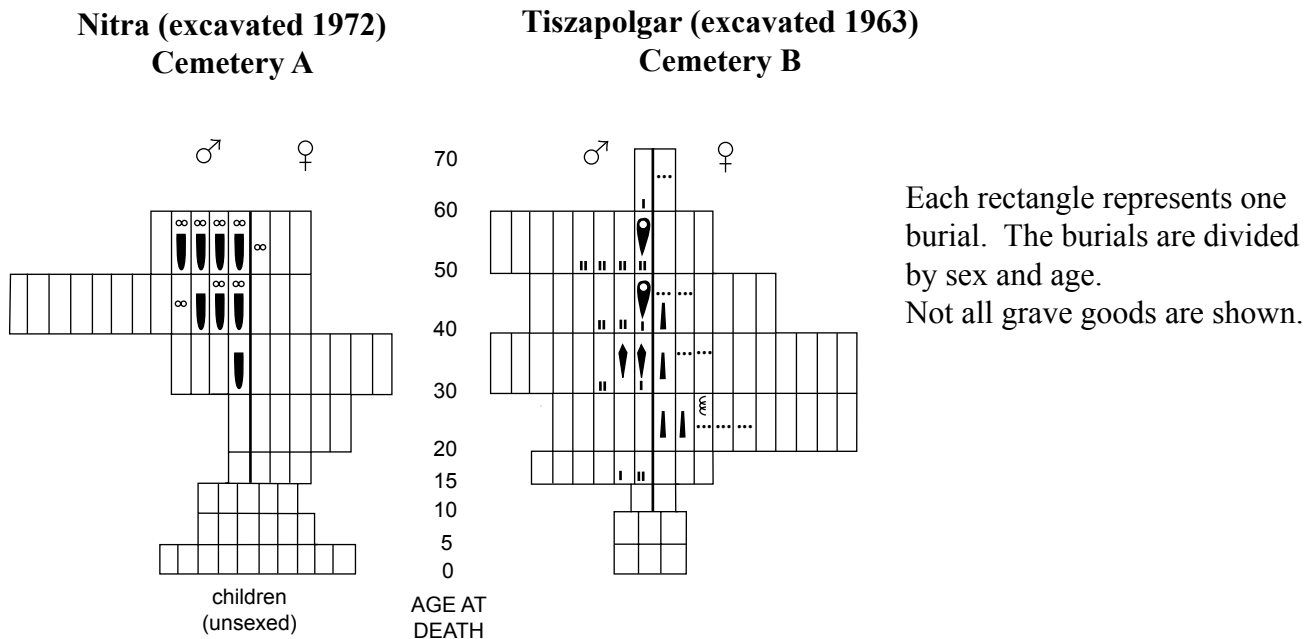 Nitra (excavated 1972)
Cemetery A
Tiszapolgar (excavated 1963)
Cemetery B
♂ ♀
♂ ♀
70
60
50
40
30
20
15
10
5
0
AGE AT
DEATH
children
(unsexed)
Each rectangle represents one
burial. The burials are divided
by sex and age.
Not all grave goods are shown.